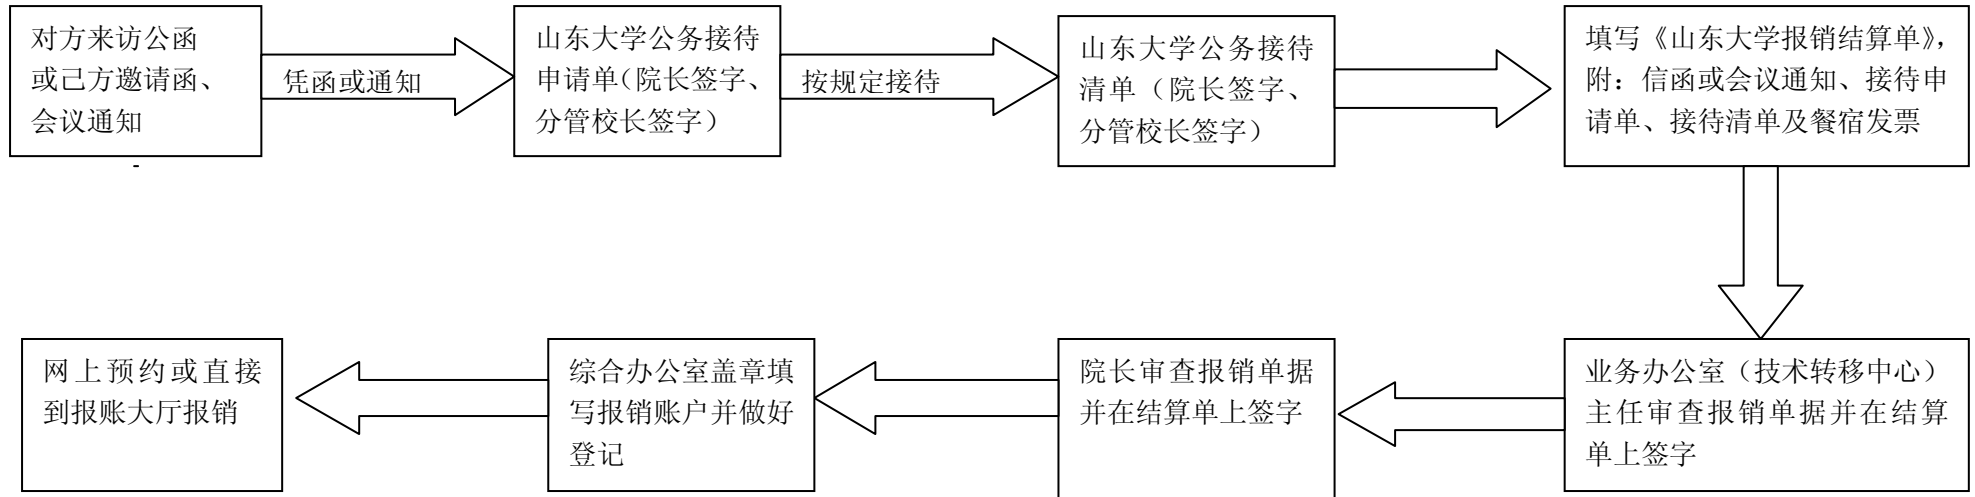 对方来访公函
或己方邀请函、
会议通知
凭函或通知
山东大学公务接待
申请单（院长签字、
分管校长签字）
按规定接待
山东大学公务接待
清单（院长签字、
分管校长签字）
填写《山东大学报销结算单》，
附：信函或会议通知、接待申
请单、接待清单及餐宿发票
业务办公室（技术转移中心）
主任审查报销单据并在结算
单上签字
院长审查报销单据
并在结算单上签字
综合办公室盖章填
写报销账户并做好
登记
网上预约或直接
到报账大厅报销